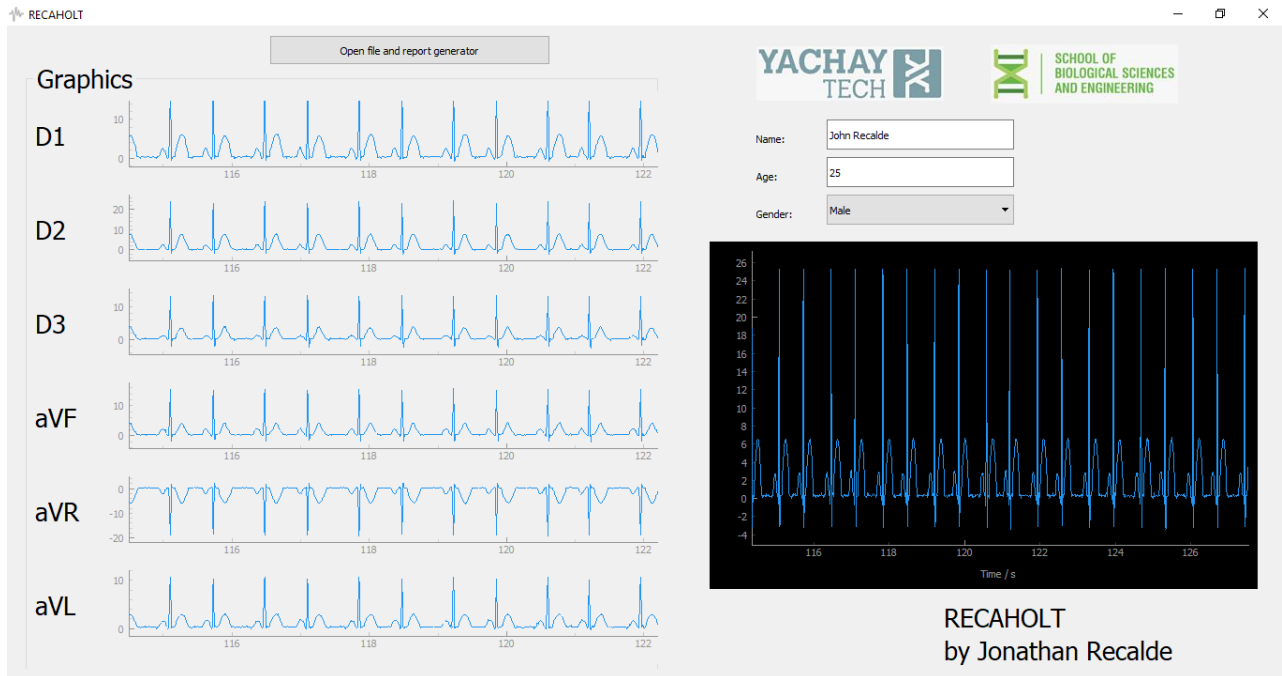 RECAHOLT
Open file and report generator
Graphics
D1
10
0
116
118
120
122
D2
20
10
0
116
118
120
122
D3
10
0
116
118
120
122
aVF
10
0
116
118
120
122
aVR
0
-10
-20
116
118
120
122
aVL
10
0
116
118
120
122
YACHAY
TECH
SCHOOL OF
BIOLOGICAL SCIENCES
AND ENGINEERING
Name:
John Recalde
Age:
25
Gender:
Male
26
24
22
20
18
16
14
12
10
8
6
4
2
0
-2
-4
116
118
120
122
124
126
Time / s
RECAHOLT
by Jonathan Recalde